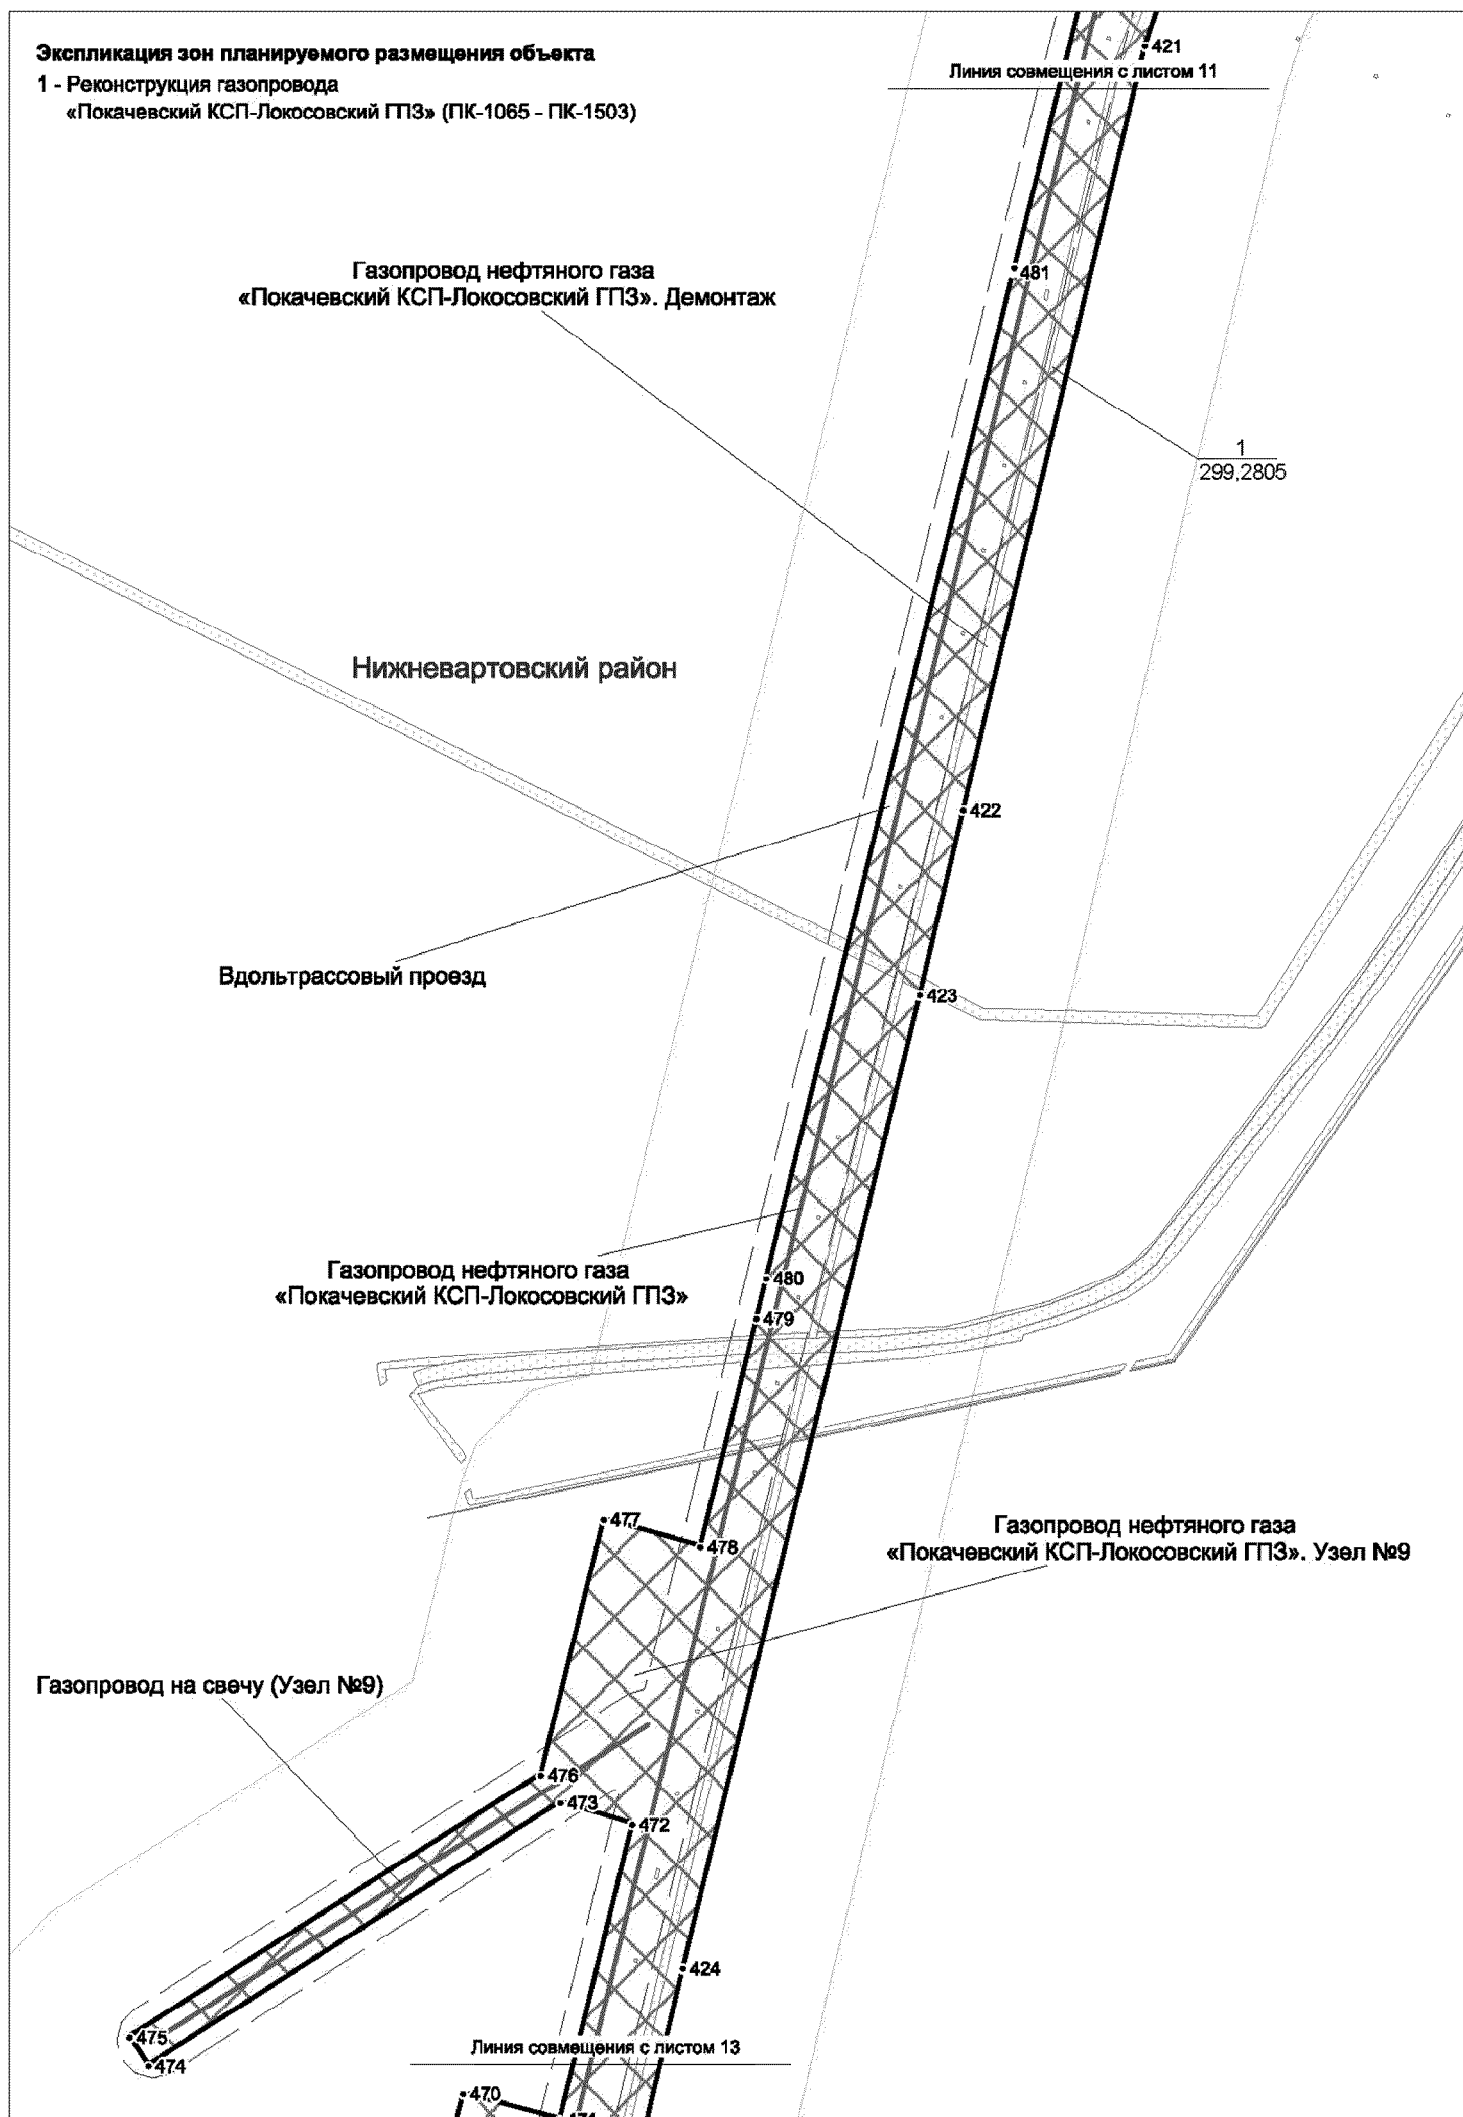 Экспликация зон планируемого размещения объекта
1 - Реконструкция газопровода
«Покачевский КСП-Локосовский ГПЗ» (ПК-1065 - ПК-1503)
421
Линия совмещения с листом 11
Газопровод нефтяного газа
«Покачевский КСП-Локосовский ГПЗ». Демонтаж
481
1
299,2805
Нижневартовский район
422
Вдольтрассовый проезд
423
Газопровод нефтяного газа
«Покачевский КСП-Локосовский ГПЗ»
480
479
477
478
Газопровод нефтяного газа
«Покачевский КСП-Локосовский ГПЗ». Узел №9
Газопровод на свечу (Узел №9)
476
473
472
424
475
474
Линия совмещения с листом 13
470